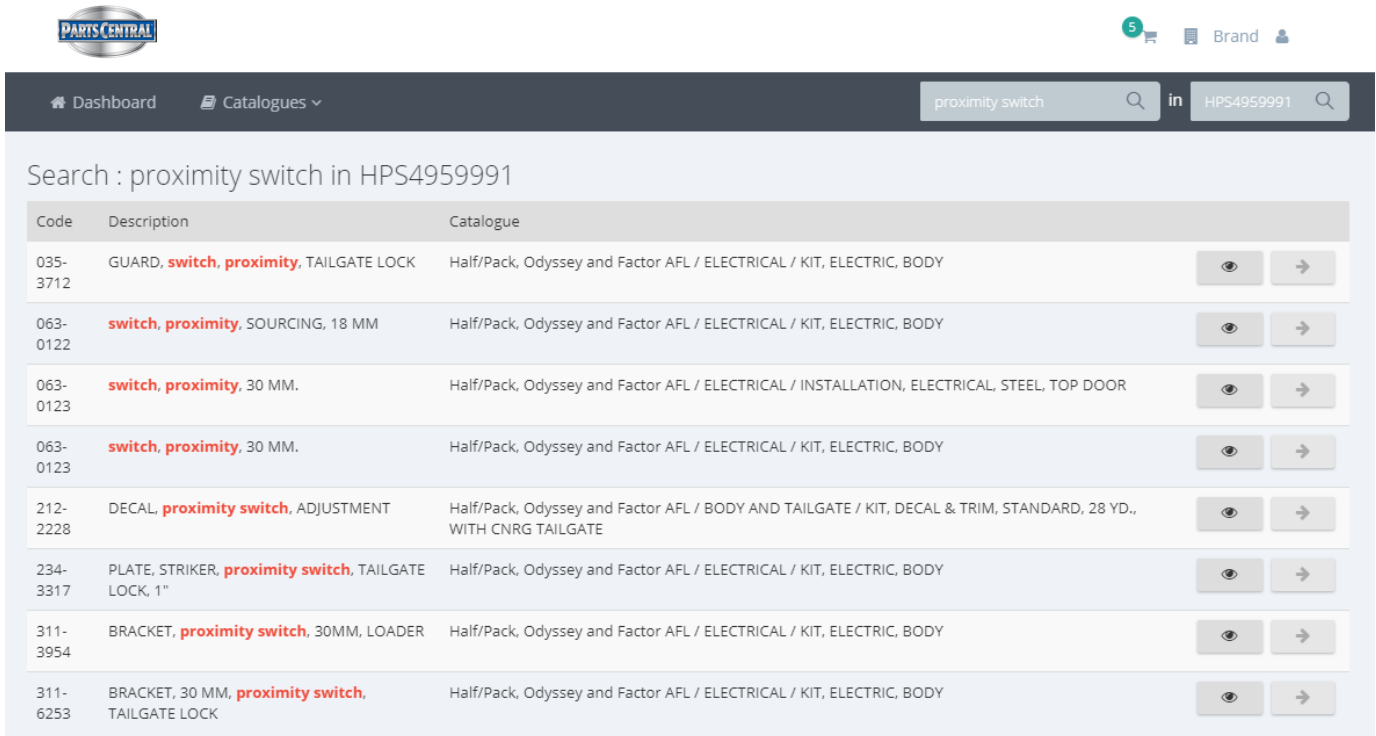 PARTS CENTRAL
5
Brand
Dashboard
Catalogues
proximity switch
in
HPS4959991
Search : proximity switch in HPS4959991
Code Description Catalogue
035- GUARD, switch, proximity, TAILGATE LOCK Half/Pack, Odyssey and Factor AFL / ELECTRICAL / KIT, ELECTRIC, BODY
3712
063- switch, proximity, SOURCING, 18 MM Half/Pack, Odyssey and Factor AFL / ELECTRICAL / KIT, ELECTRIC, BODY
0122
063- switch, proximity, 30 MM. Half/Pack, Odyssey and Factor AFL / ELECTRICAL / INSTALLATION, ELECTRICAL, STEEL, TOP DOOR
0123
063- switch, proximity, 30 MM. Half/Pack, Odyssey and Factor AFL / ELECTRICAL / KIT, ELECTRIC, BODY
0123
212- DECAL, proximity switch, ADJUSTMENT Half/Pack, Odyssey and Factor AFL / BODY AND TAILGATE / KIT, DECAL & TRIM, STANDARD, 28 YD.,
2228 WITH CNRG TAILGATE
234- PLATE, STRIKER, proximity switch, TAILGATE Half/Pack, Odyssey and Factor AFL / ELECTRICAL / KIT, ELECTRIC, BODY
3317 LOCK, 1"
311- BRACKET, proximity switch, 30MM, LOADER Half/Pack, Odyssey and Factor AFL / ELECTRICAL / KIT, ELECTRIC, BODY
3954
311- BRACKET, 30 MM, proximity switch, Half/Pack, Odyssey and Factor AFL / ELECTRICAL / KIT, ELECTRIC, BODY
6253 TAILGATE LOCK